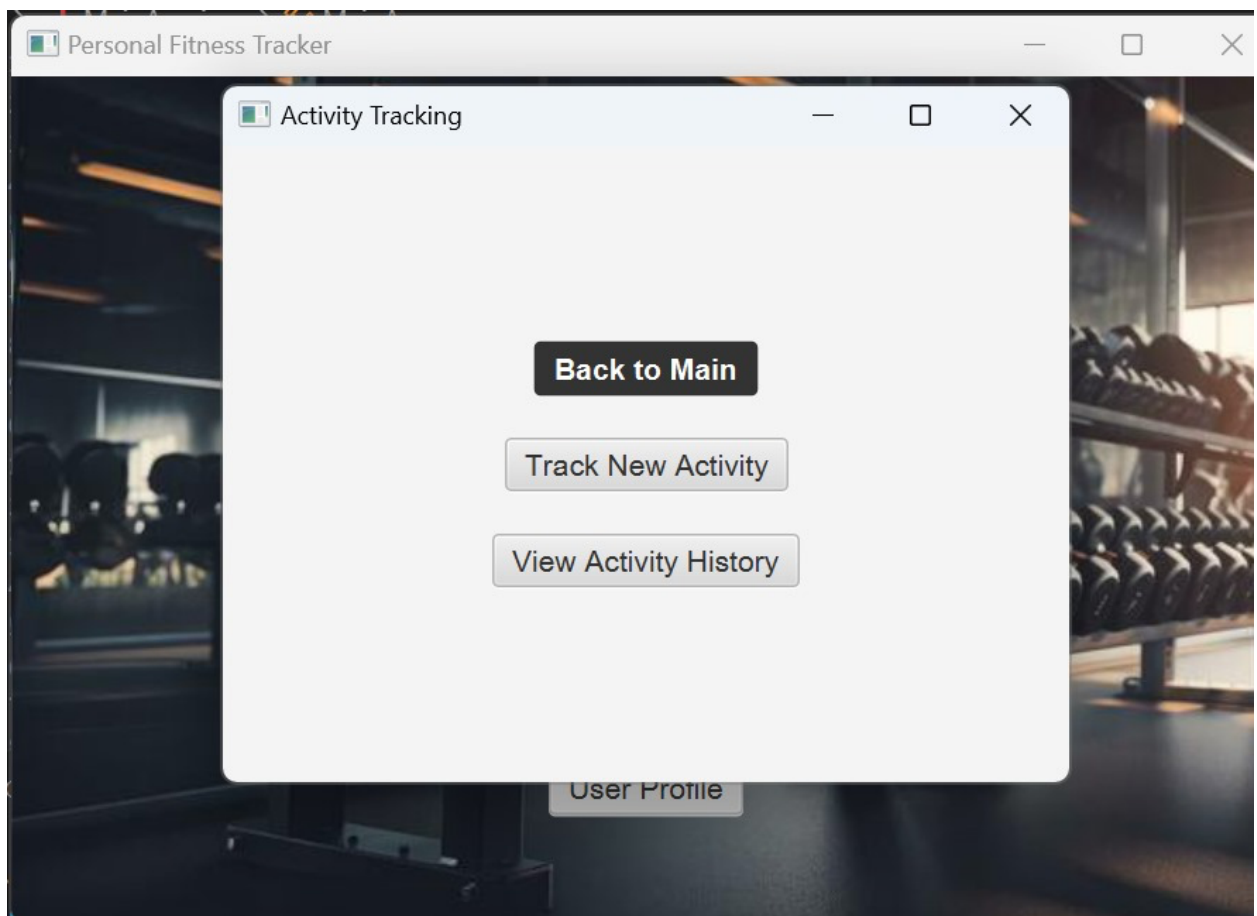 Personal Fitness Tracker
Activity Tracking
Back to Main
Track New Activity
View Activity History
User Profile